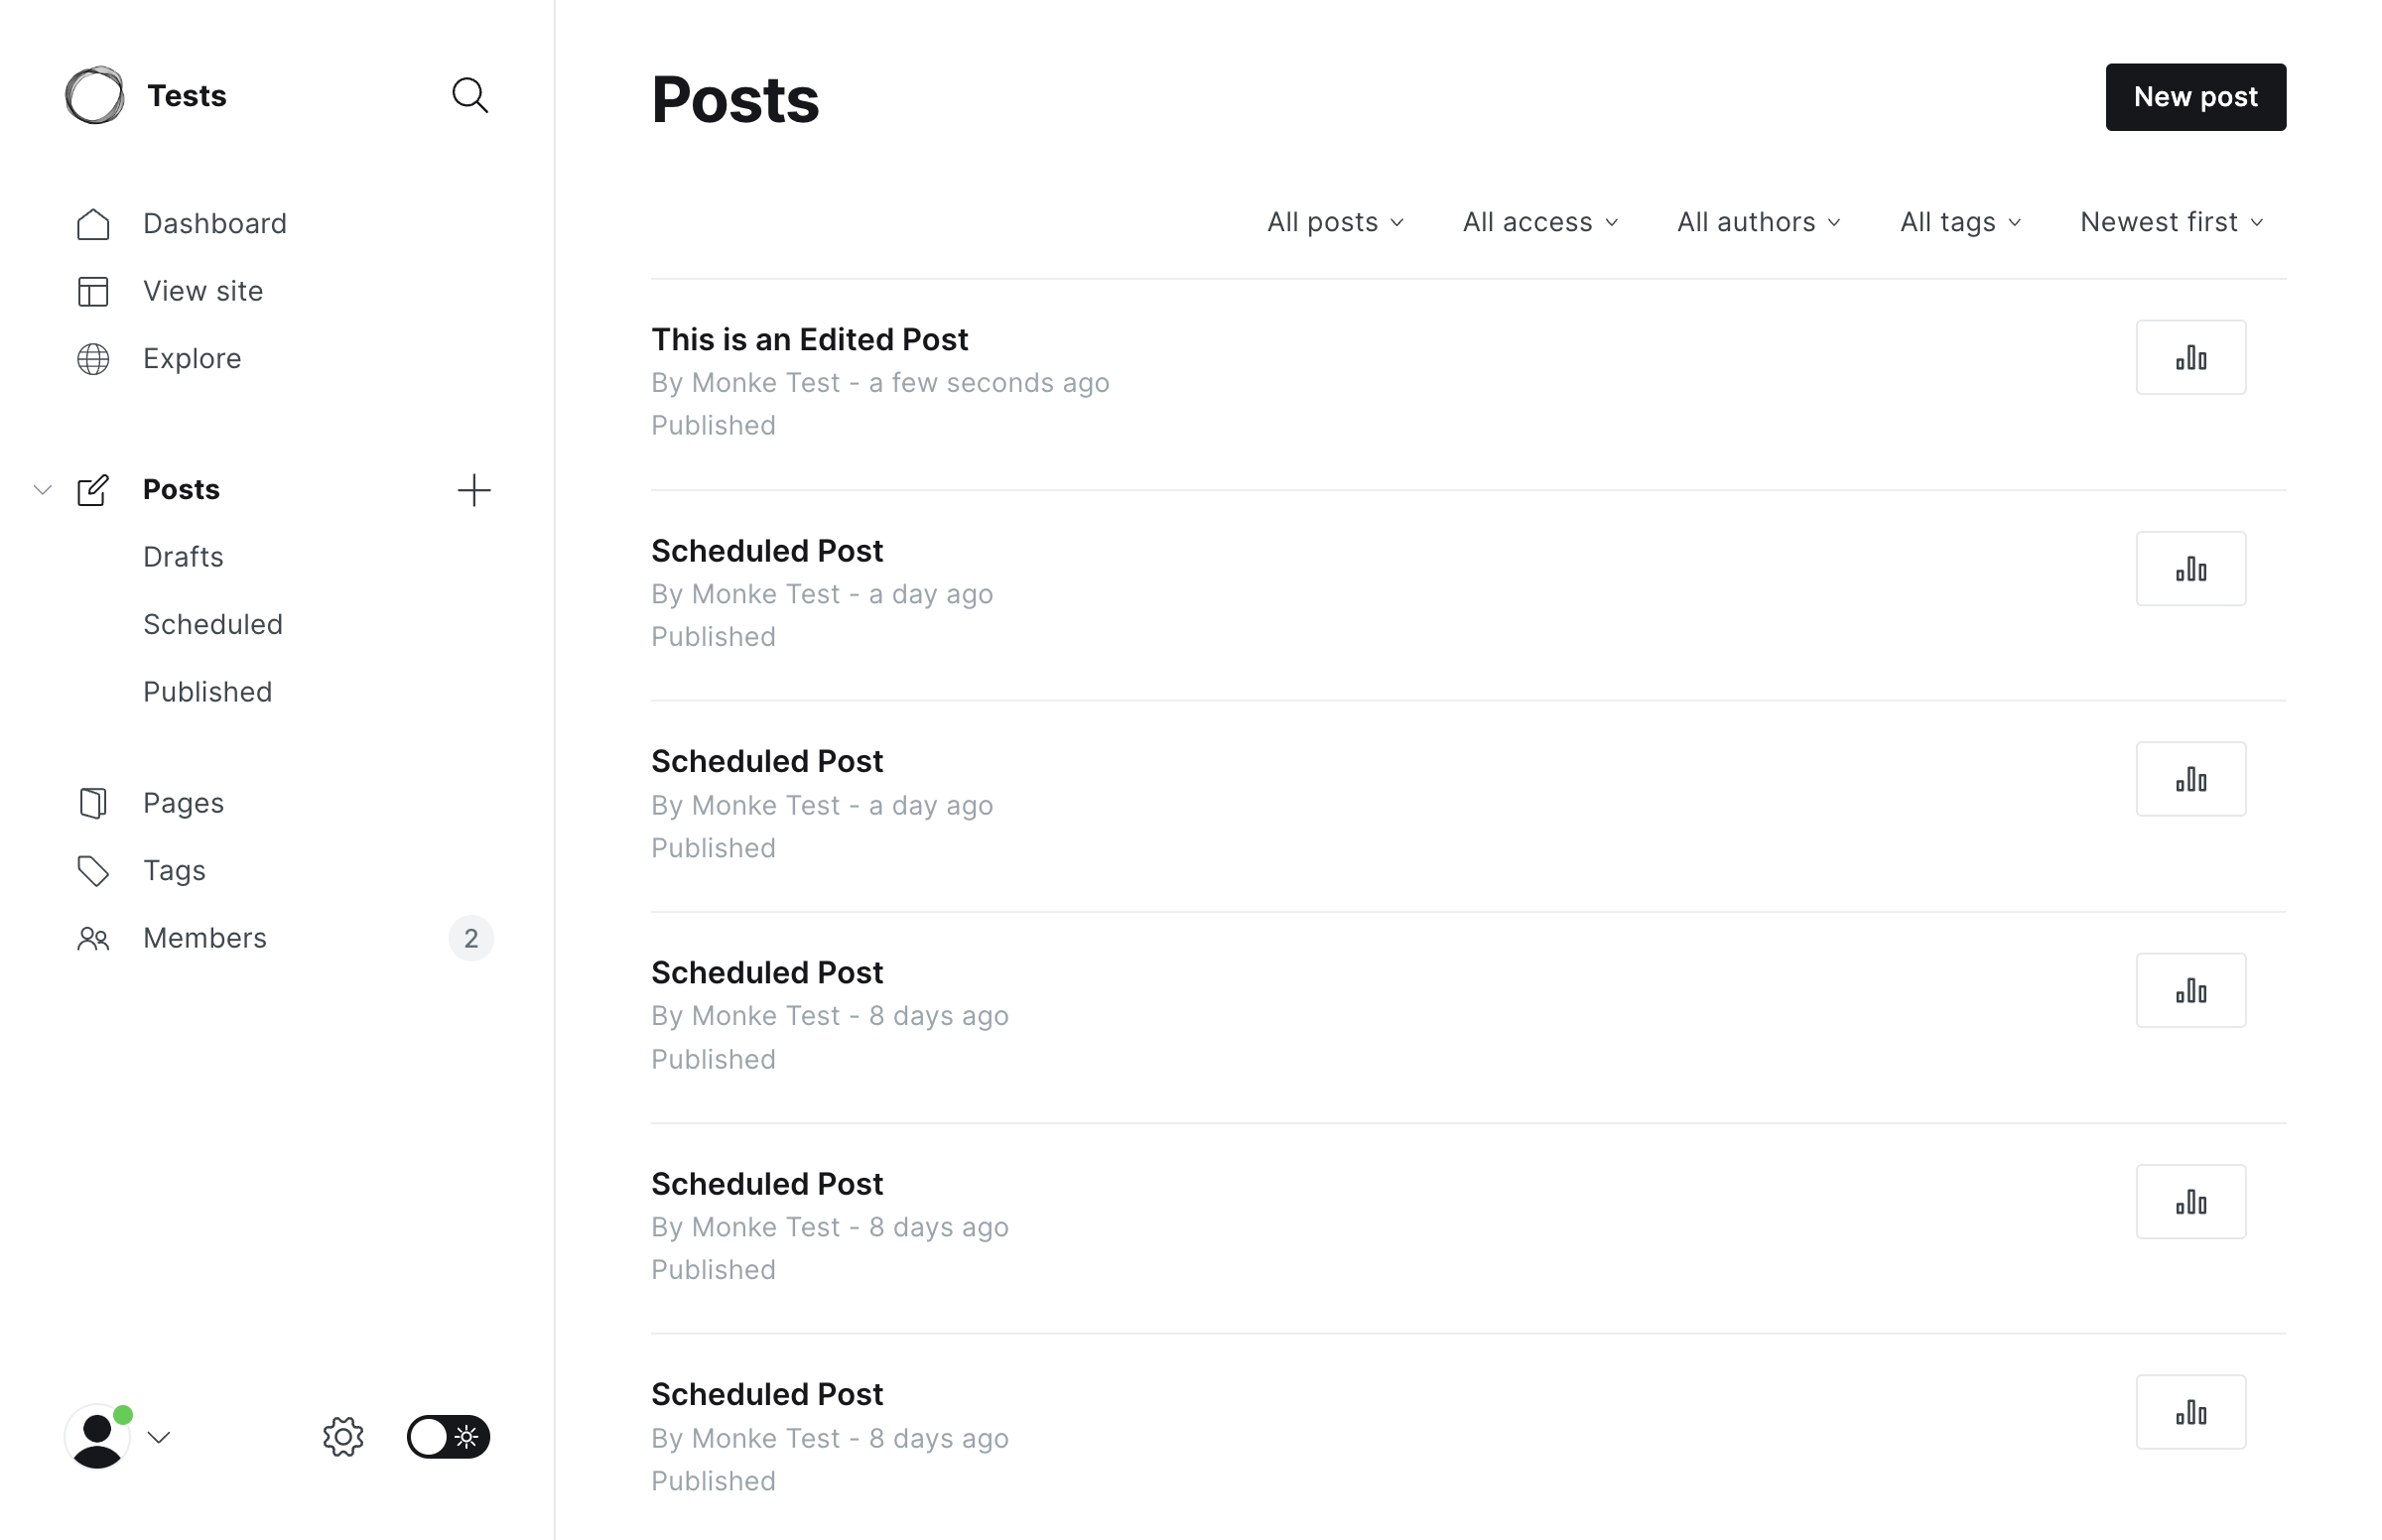 Tests
Dashboard
View site
Explore
Posts
Drafts
Scheduled
Published
Pages
Tags
Members
2
Posts
New post
All posts
All access
All authors
All tags
Newest first
This is an Edited Post
By Monke Test - a few seconds ago
Published
Scheduled Post
By Monke Test - a day ago
Published
Scheduled Post
By Monke Test - a day ago
Published
Scheduled Post
By Monke Test - 8 days ago
Published
Scheduled Post
By Monke Test - 8 days ago
Published
Scheduled Post
By Monke Test - 8 days ago
Published